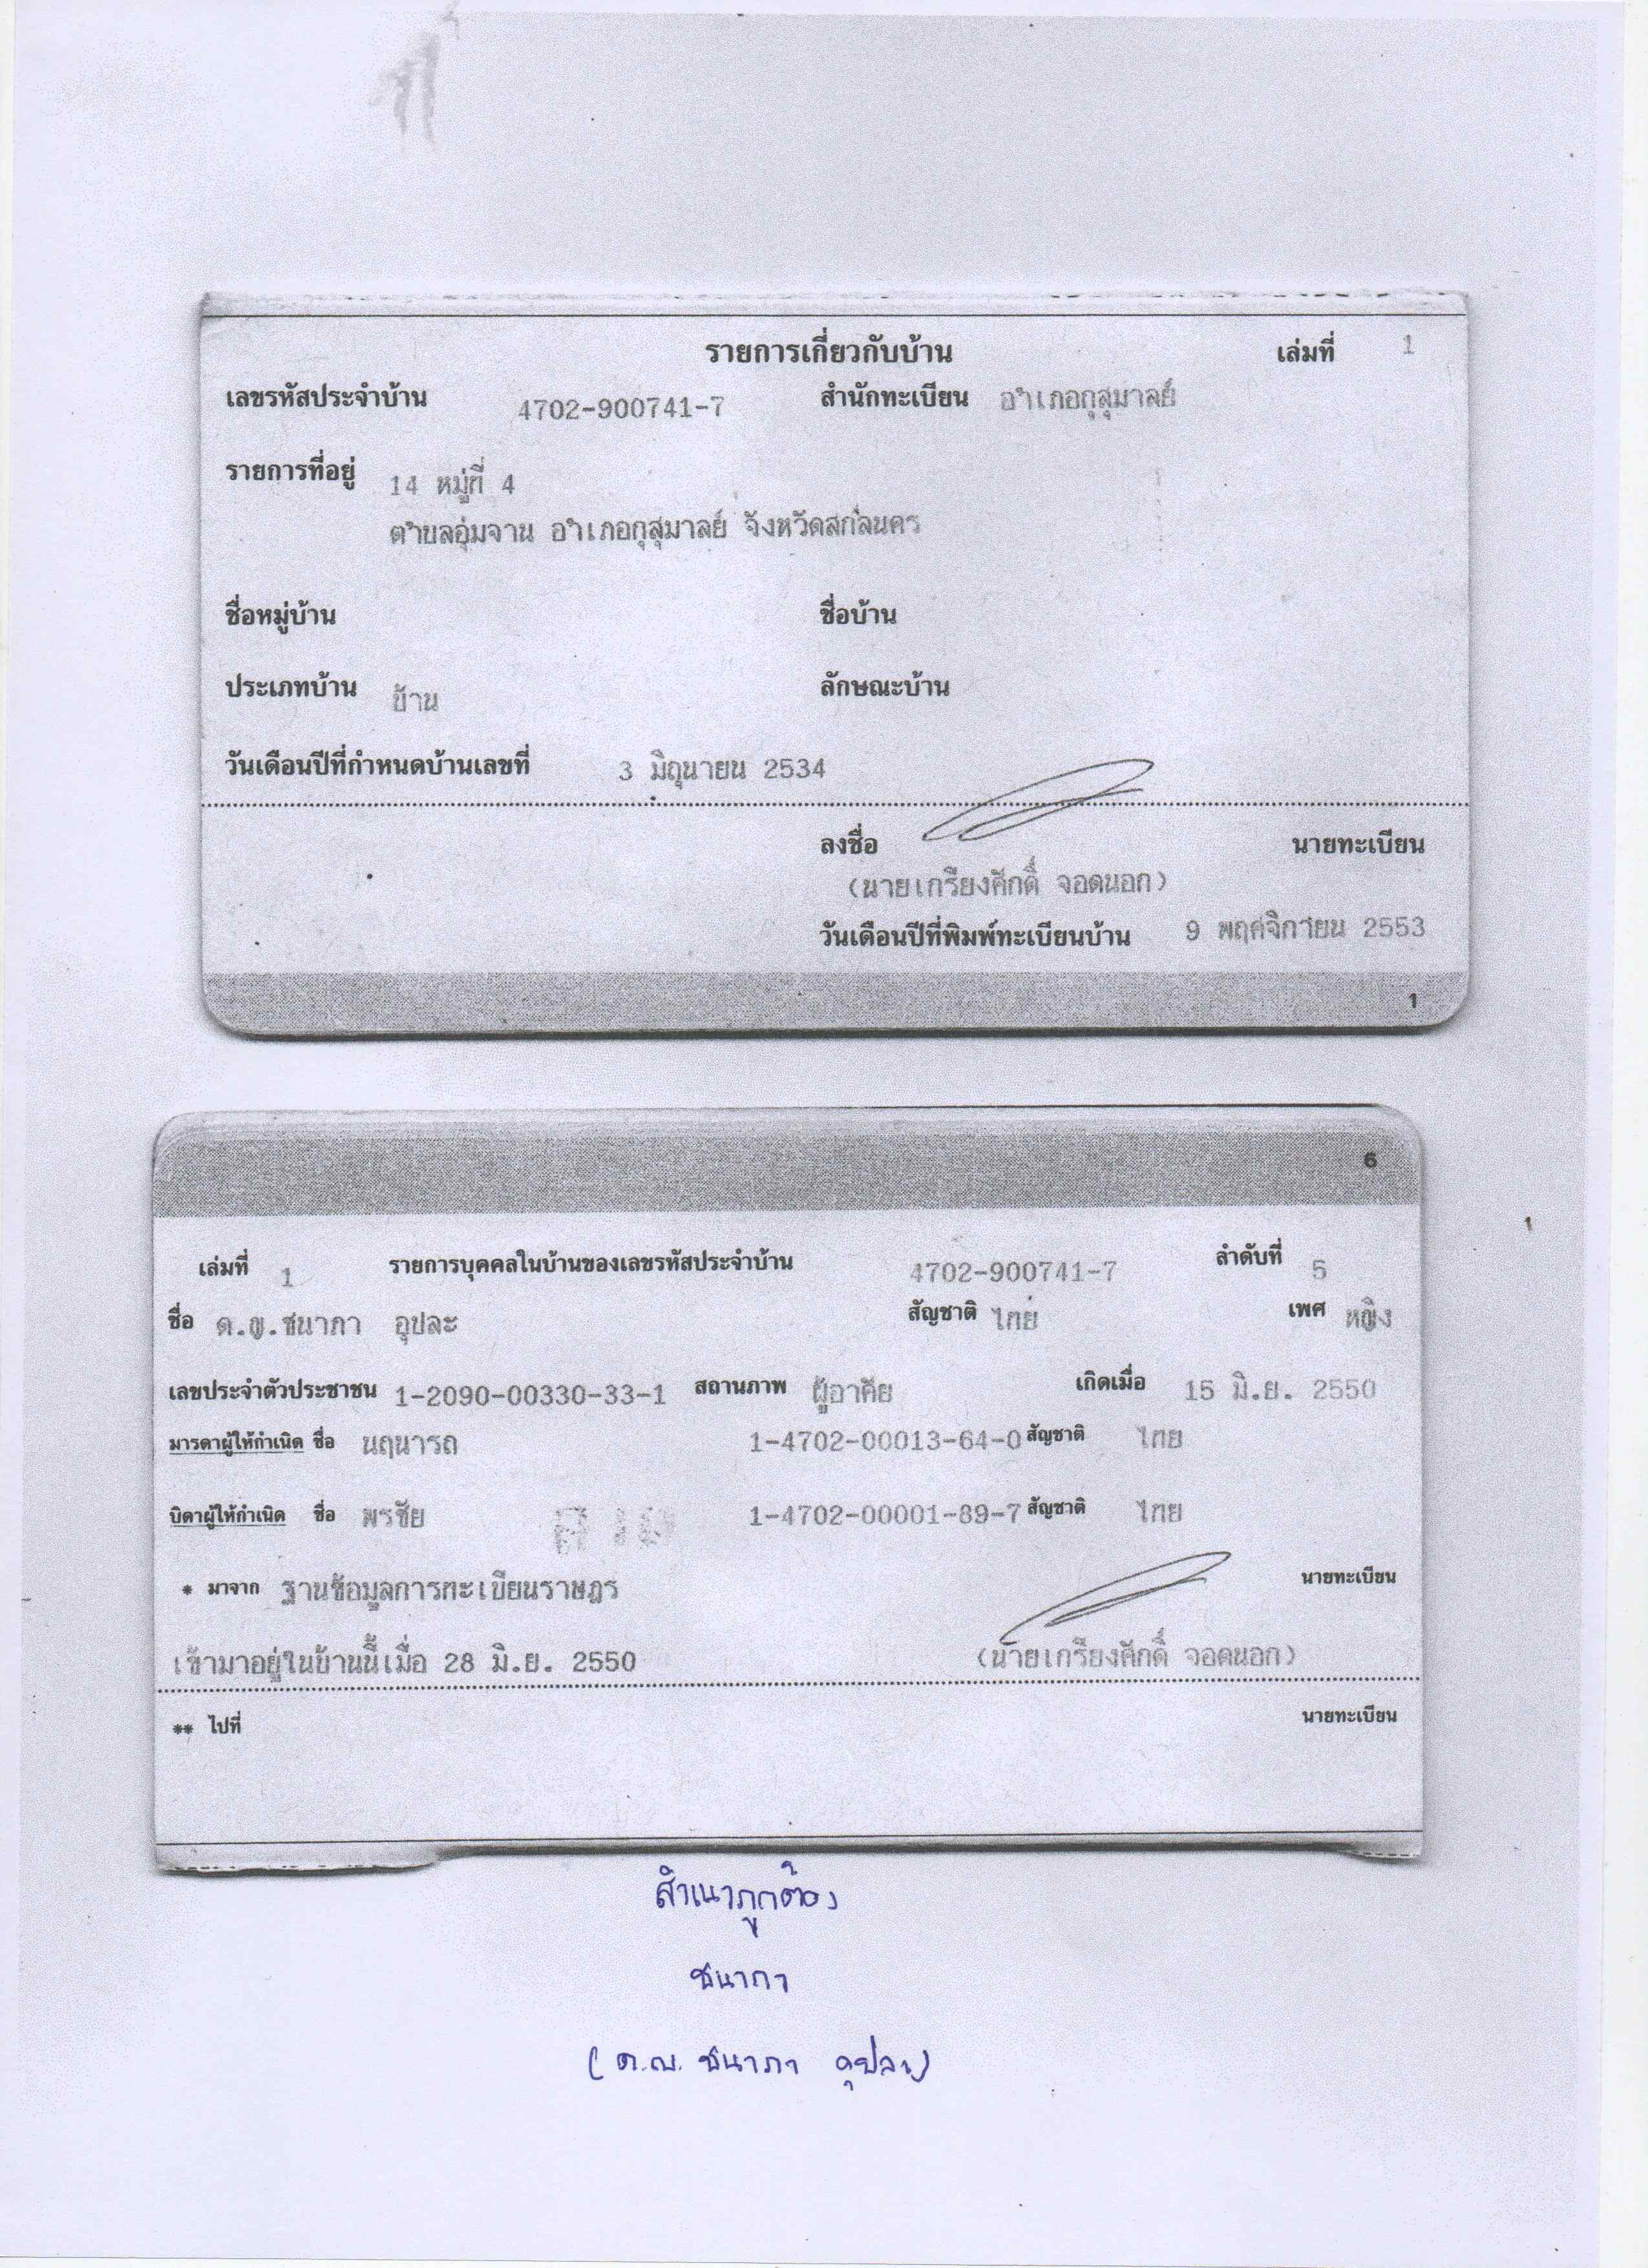 รายการเกี่ยวกับบ้าน เล่มที่ 1
เลขรหัสประจำบ้าน 4702-900741-7 สำนักทะเบียน อำเภอกุสุมาลย์
รายการที่อยู่ 14 หมู่ที่ 4
ตำบลอุ่มจาน อำเภอกุสุมาลย์ จังหวัดสกลนคร
ชื่อหมู่บ้าน ชื่อบ้าน
ประเภทบ้าน บ้าน ลักษณะบ้าน
วันเดือนปีที่กำหนดบ้านเลขที่ 3 มิถุนายน 2534
ลงชื่อ นายทะเบียน
(นายเกรียงศักดิ์ จอดนอก)
วันเดือนปีที่พิมพ์ทะเบียนบ้าน 9 พฤศจิกายน 2553
1
6
เล่มที่ 1 รายการบุคคลในบ้านของเลขรหัสประจำบ้าน 4702-900741-7 ลำดับที่ 5
ชื่อ ด.ญ.ชนาภา อุปละ สัญชาติ ไทย เพศ หญิง
เลขประจำตัวประชาชน 1-2090-00330-33-1 สถานภาพ ผู้อาศัย เกิดเมื่อ 15 มิ.ย. 2550
มารดาผู้ให้กำเนิด ชื่อ นฤนารถ 1-4702-00013-64-0 สัญชาติ ไทย
บิดาผู้ให้กำเนิด ชื่อ พรชัย 1-4702-00001-89-7 สัญชาติ ไทย
* มาจาก ฐานข้อมูลการทะเบียนราษฎร นายทะเบียน
เข้ามาอยู่ในบ้านนี้เมื่อ 28 มิ.ย. 2550 (นายเกรียงศักดิ์ จอดนอก)
** ไปที่ นายทะเบียน
สำเนาถูกต้อง
ชนาภา
(ด.ญ. ชนาภา อุปละ)